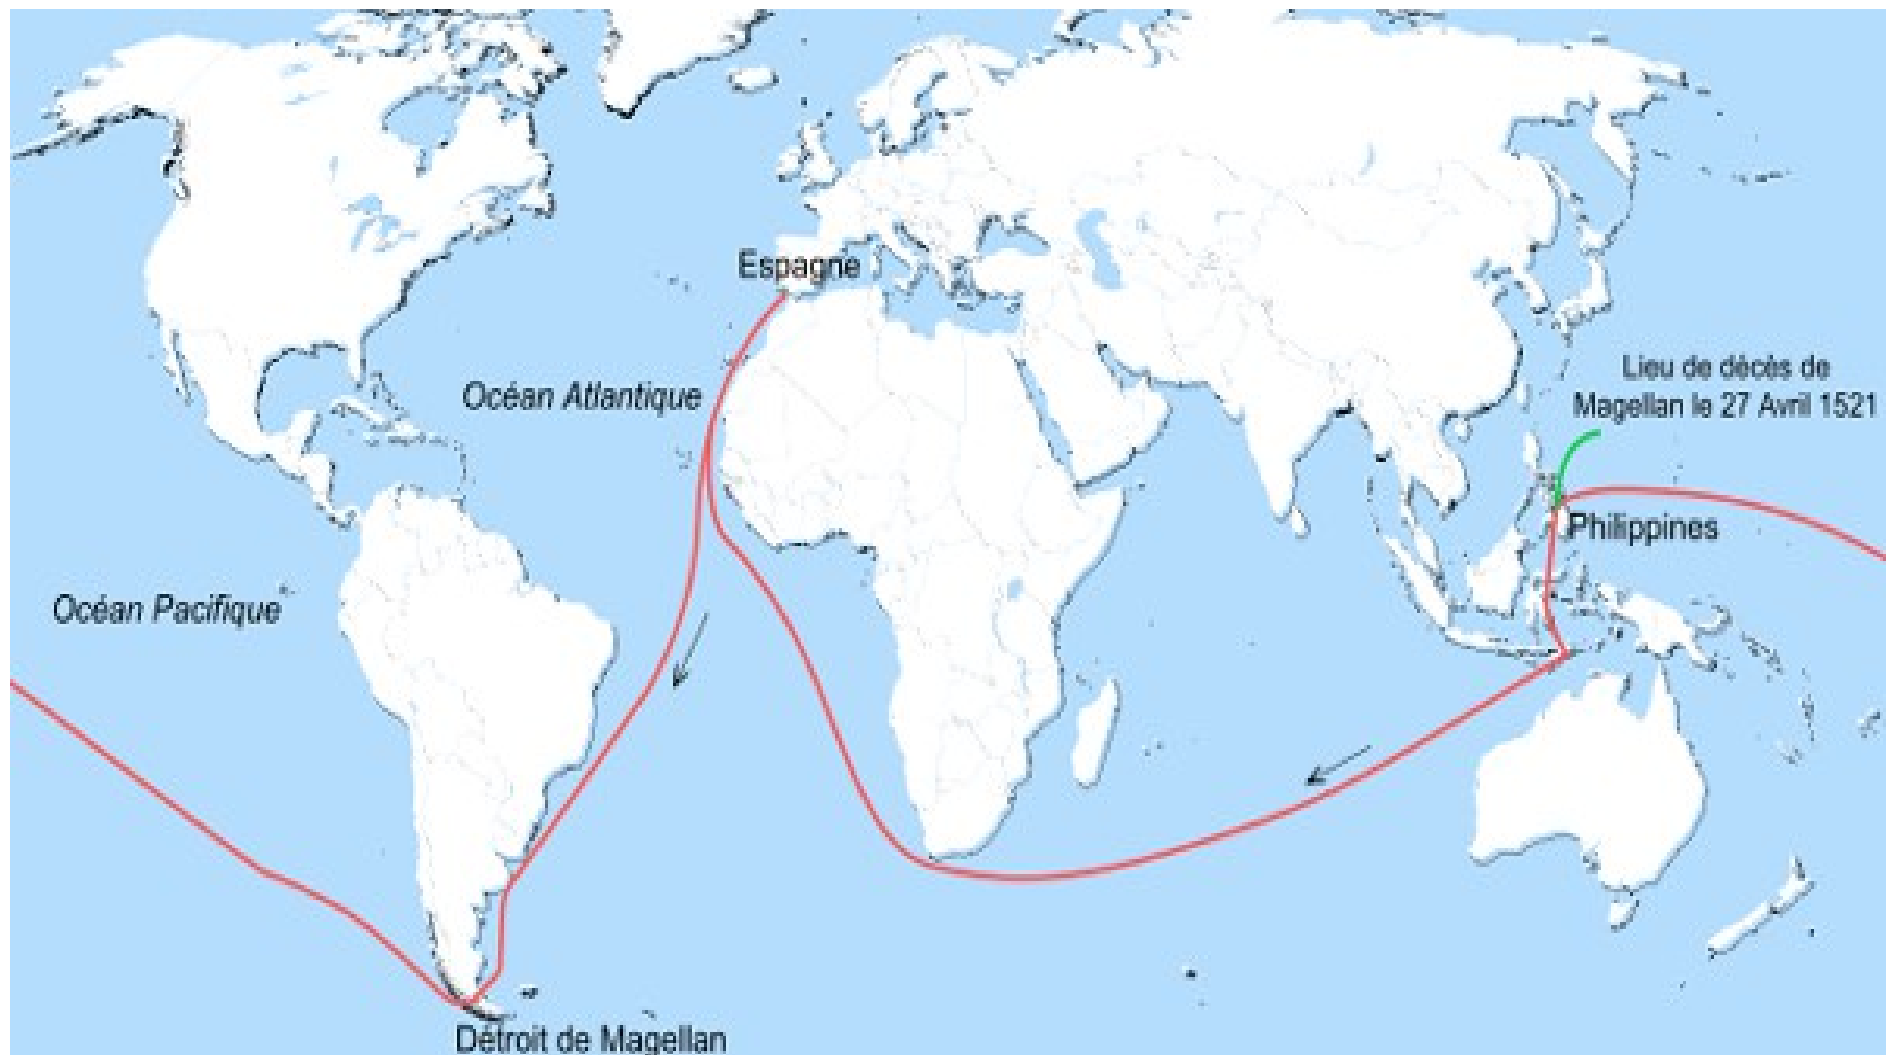 Espagne
Lieu de décès de
Magellan le 27 Avril 1521
Océan Atlantique
Philippines
Océan Pacifique
Détroit de Magellan